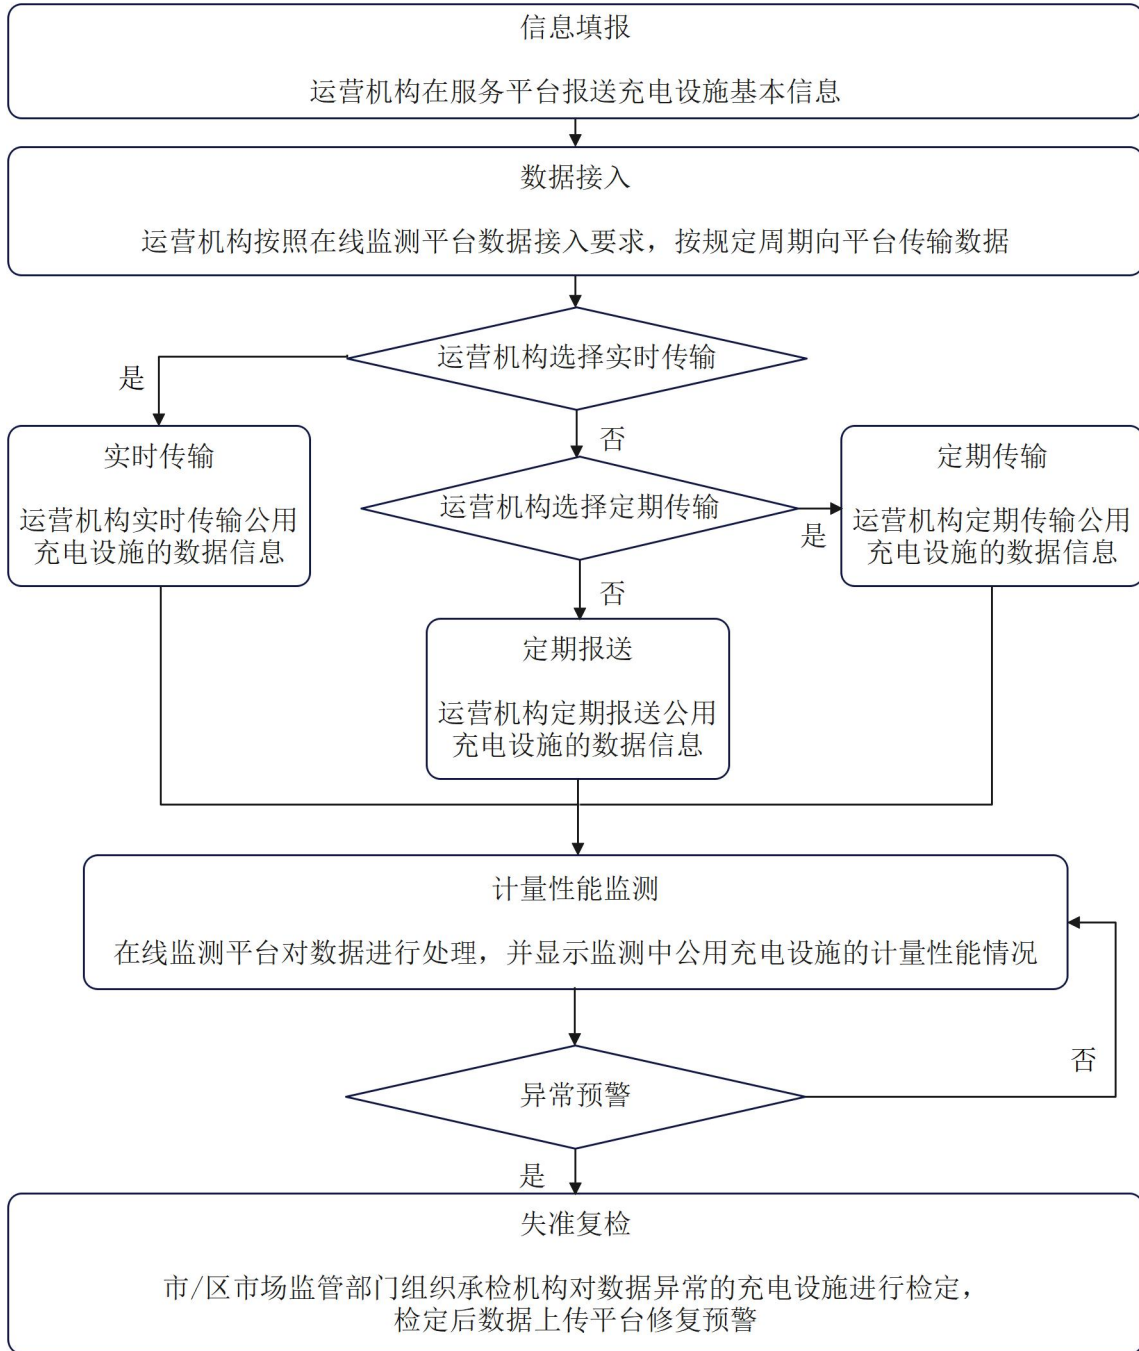 信息填报
运营机构在服务平台报送充电设施基本信息
数据接入
运营机构按照在线监测平台数据接入要求，按规定周期向平台传输数据
运营机构选择实时传输
是
否
实时传输
运营机构实时传输公用
充电设施的数据信息
运营机构选择定期传输
是
定期传输
运营机构定期传输公用
充电设施的数据信息
否
定期报送
运营机构定期报送公用
充电设施的数据信息
计量性能监测
在线监测平台对数据进行处理，并显示监测中公用充电设施的计量性能情况
否
异常预警
是
失准复检
市/区市场监管部门组织承检机构对数据异常的充电设施进行检定，
检定后数据上传平台修复预警